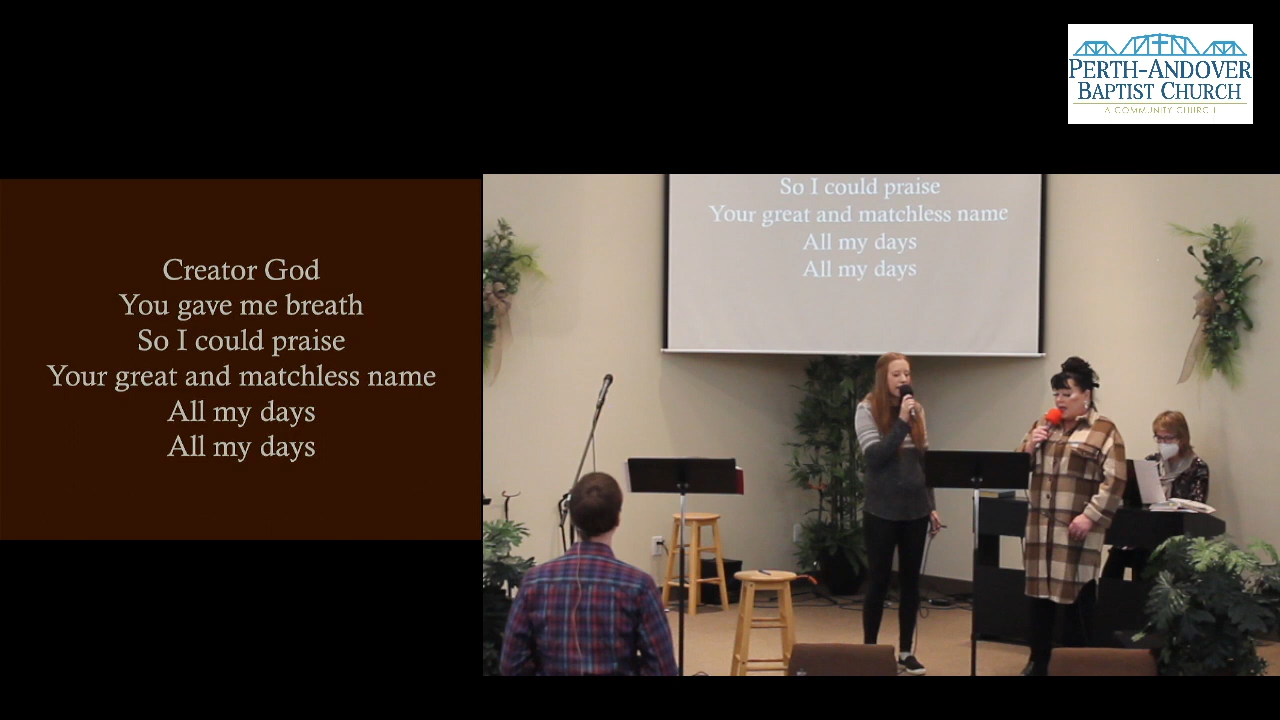 PERTH-ANDOVER
BAPTIST CHURCH
A COMMUNITY CHURCH
Creator God
You gave me breath
So I could praise
Your great and matchless name
All my days
All my days
So I could praise
Your great and matchless name
All my days
All my days